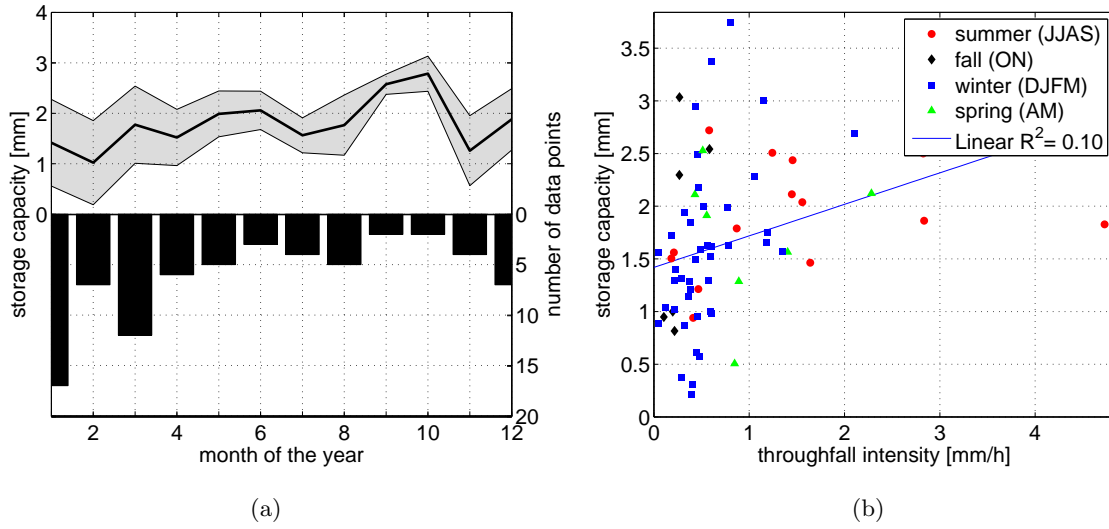 4
3
2
1
0
storage capacity [mm]
0
5
10
15
20
number of data points
2 4 6 8 10 12
month of the year
(a)
3.5
3
2.5
2
1.5
1
0.5
0
storage capacity [mm]
summer (JJAS)
fall (ON)
winter (DJFM)
spring (AM)
Linear R²= 0.10
0 1 2 3 4
throughfall intensity [mm/h]
(b)